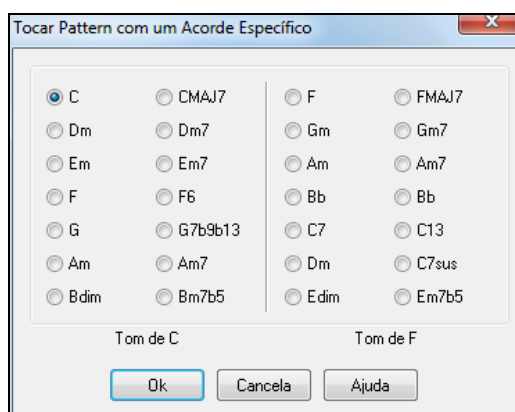 Tocar Pattern com um Acorde Específico
C CMAJ7 F FMAJ7
Dm Dm7 Gm Gm7
Em Em7 Am Am7
F F6 Bb Bb
G G7b9b13 C7 C13
Am Am7 Dm C7sus
Bdim Bm7b5 Edim Em7b5
Tom de C Tom de F
Ok Cancela Ajuda